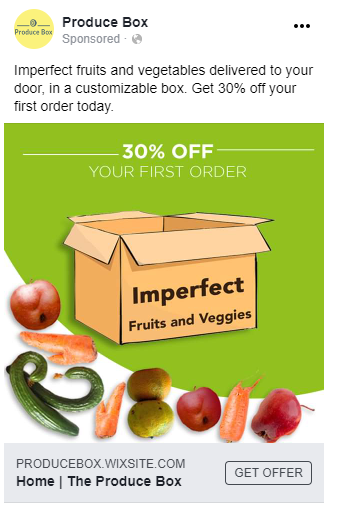 Produce Box
Produce Box
Sponsored ·
Imperfect fruits and vegetables delivered to your
door, in a customizable box. Get 30% off your
first order today.
30% OFF
YOUR FIRST ORDER
Imperfect
Fruits and Veggies
PRODUCEBOX.WIXSITE.COM
Home | The Produce Box
GET OFFER